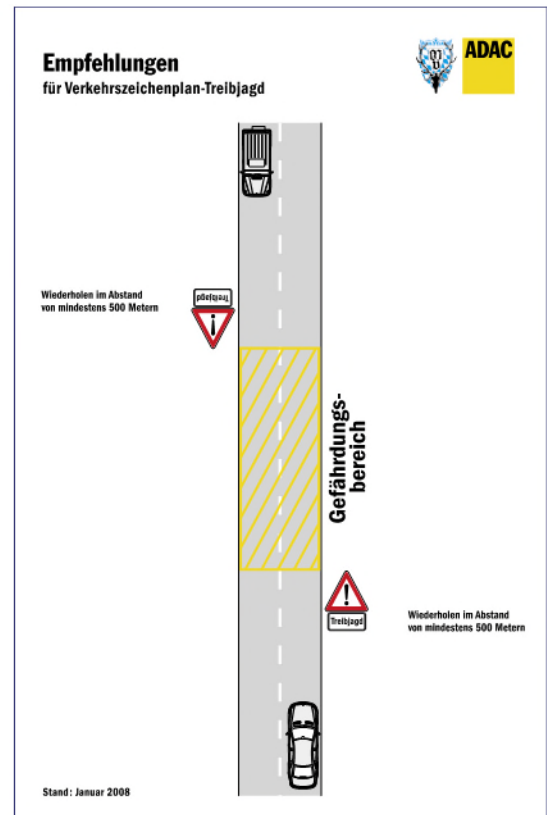 Empfehlungen
für Verkehrszeichenplan-Treibjagd
ADAC
Wiederholen im Abstand
von mindestens 500 Metern
Treibjagd
!
Gefährdungs-
bereich
!
Treibjagd
Wiederholen im Abstand
von mindestens 500 Metern
Stand: Januar 2008